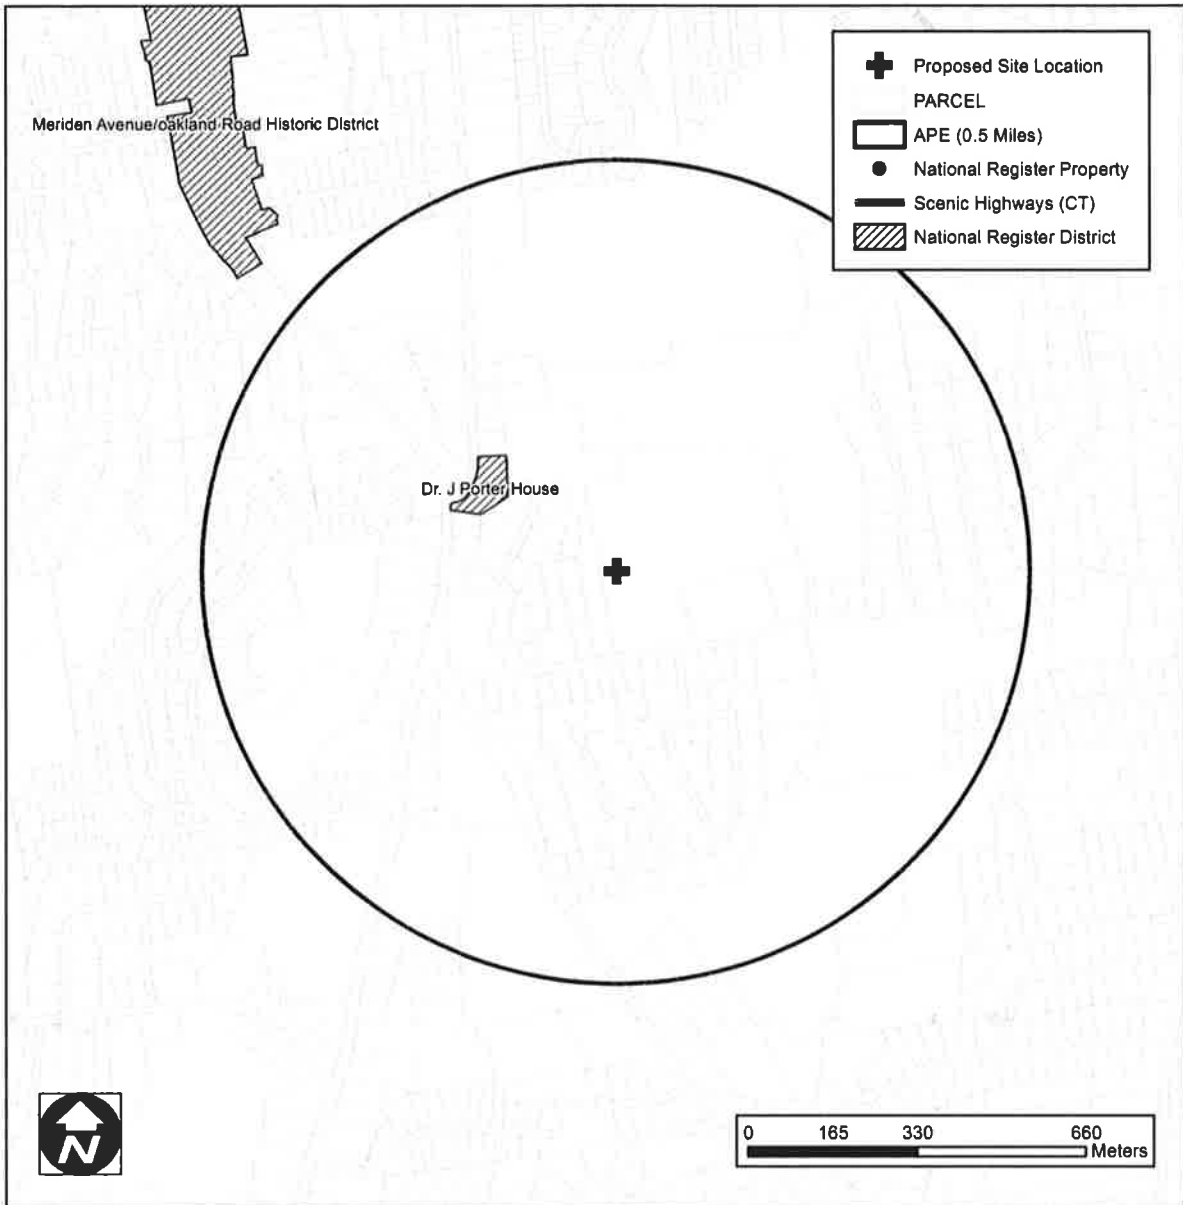 Proposed Site Location
PARCEL
APE (0.5 Miles)
National Register Property
Scenic Highways (CT)
National Register District
Meriden Avenue/oakland Road Historic District
Dr. J Porter House
N
0 165 330 660
Meters